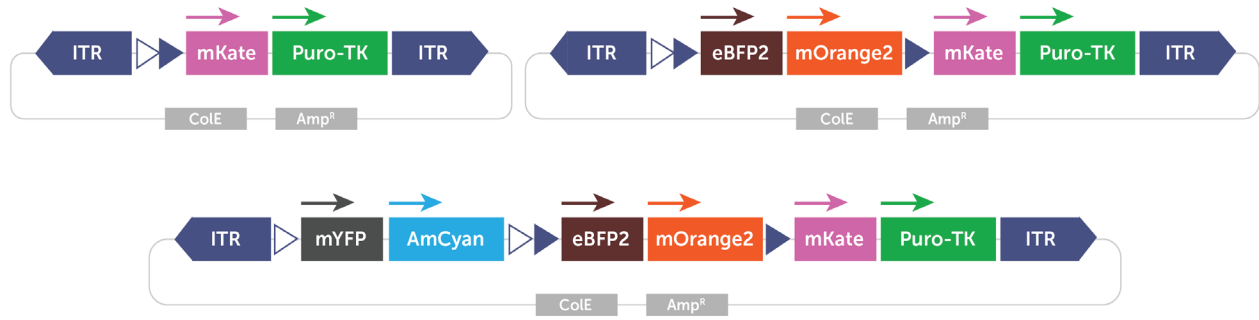 ITR mKate Puro-TK ITR
ColE Ampᴿ
ITR eBFP2 mOrange2 mKate Puro-TK ITR
ColE Ampᴿ
ITR mYFP AmCyan eBFP2 mOrange2 mKate Puro-TK ITR
ColE Ampᴿ